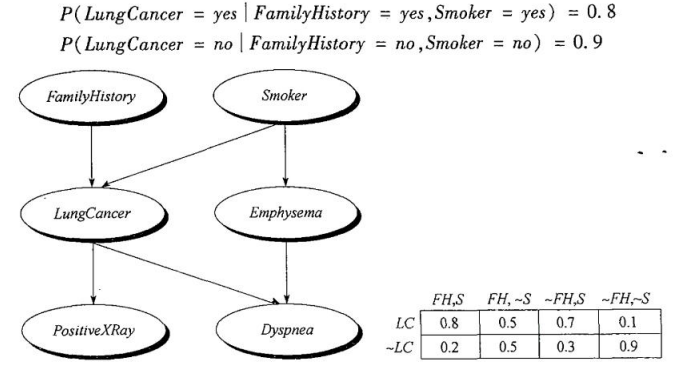 P(LungCancer = yes | FamilyHistory = yes,Smoker = yes) = 0.8
P(LungCancer = no | FamilyHistory = no,Smoker = no) = 0.9
FamilyHistory Smoker
LungCancer Emphysema
PositiveXRay Dyspnea
FH,S FH, ~S ~FH,S ~FH,~S
LC 0.8 0.5 0.7 0.1
~LC 0.2 0.5 0.3 0.9